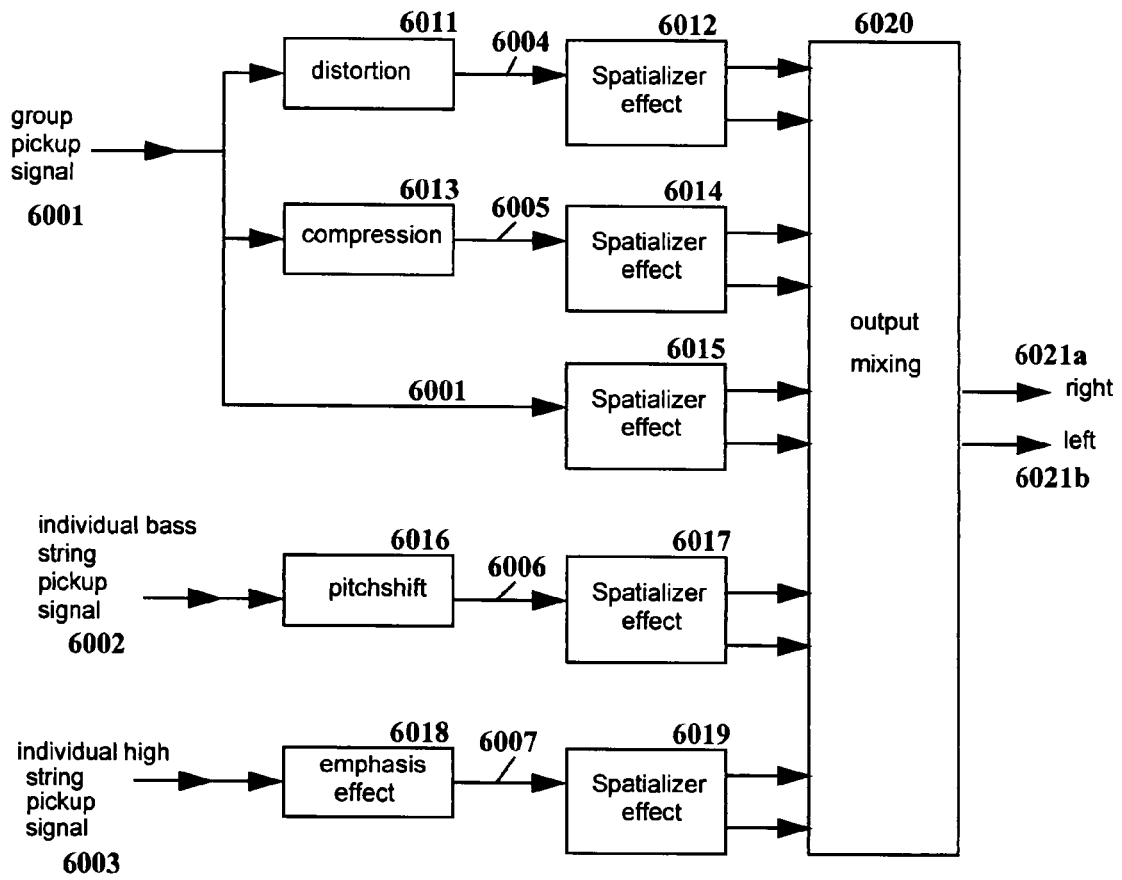 6011
6004
6012
6020
distortion
Spatializer
effect
group
pickup
signal
6001
6013
6005
6014
compression
Spatializer
effect
output
mixing
6015
6001
Spatializer
effect
6021a
right
left
6021b
individual bass
string
pickup
signal
6002
6016
6006
6017
pitchshift
Spatializer
effect
individual high
string
pickup
signal
6003
6018
6007
6019
emphasis
effect
Spatializer
effect